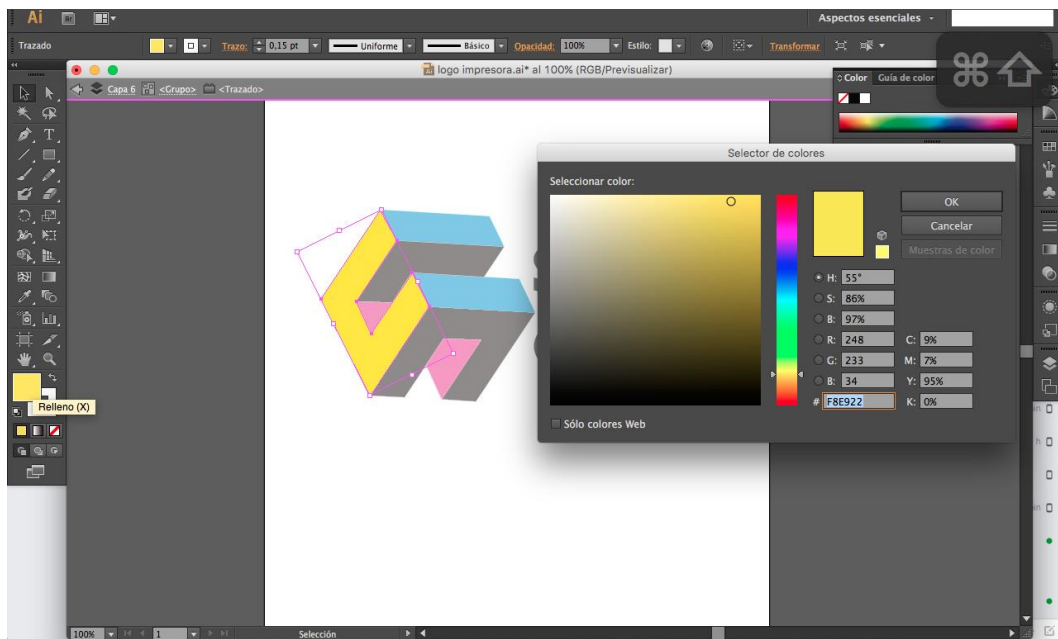 Ai Br Aspectos esenciales
Trazado Trazo: 0,15 pt Uniforme Básico Opacidad: 100% Estilo: Transformar
logo impresora.ai* al 100% (RGB/Previsualizar)
Capa 6 <Grupo> <Trazado>
Color Guía de color
⌘⇧
Selector de colores
Seleccionar color:
OK
Cancelar
Muestras de color
H: 55°
S: 86%
B: 97%
R: 248 C: 9%
G: 233 M: 7%
B: 34 Y: 95%
# F8E922 K: 0%
Sólo colores Web
Relleno (X)
100% 1 Selección